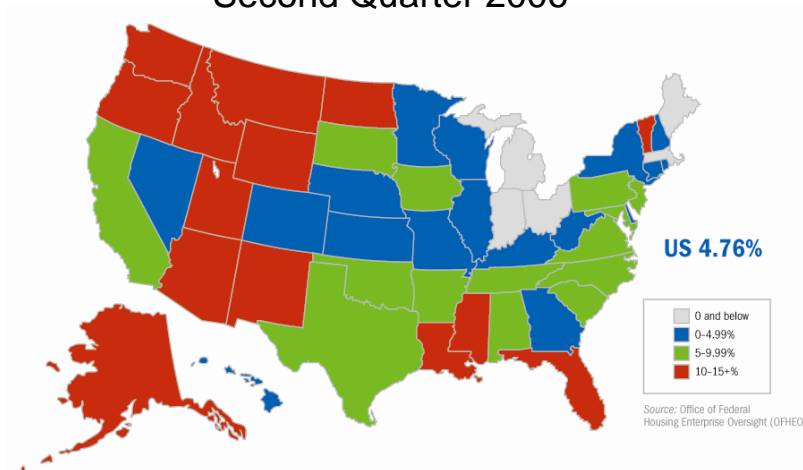 Second Quarter 2006
US 4.76%
0 and below
0–4.99%
5–9.99%
10–15+%
Source: Office of Federal
Housing Enterprise Oversight (OFHEO